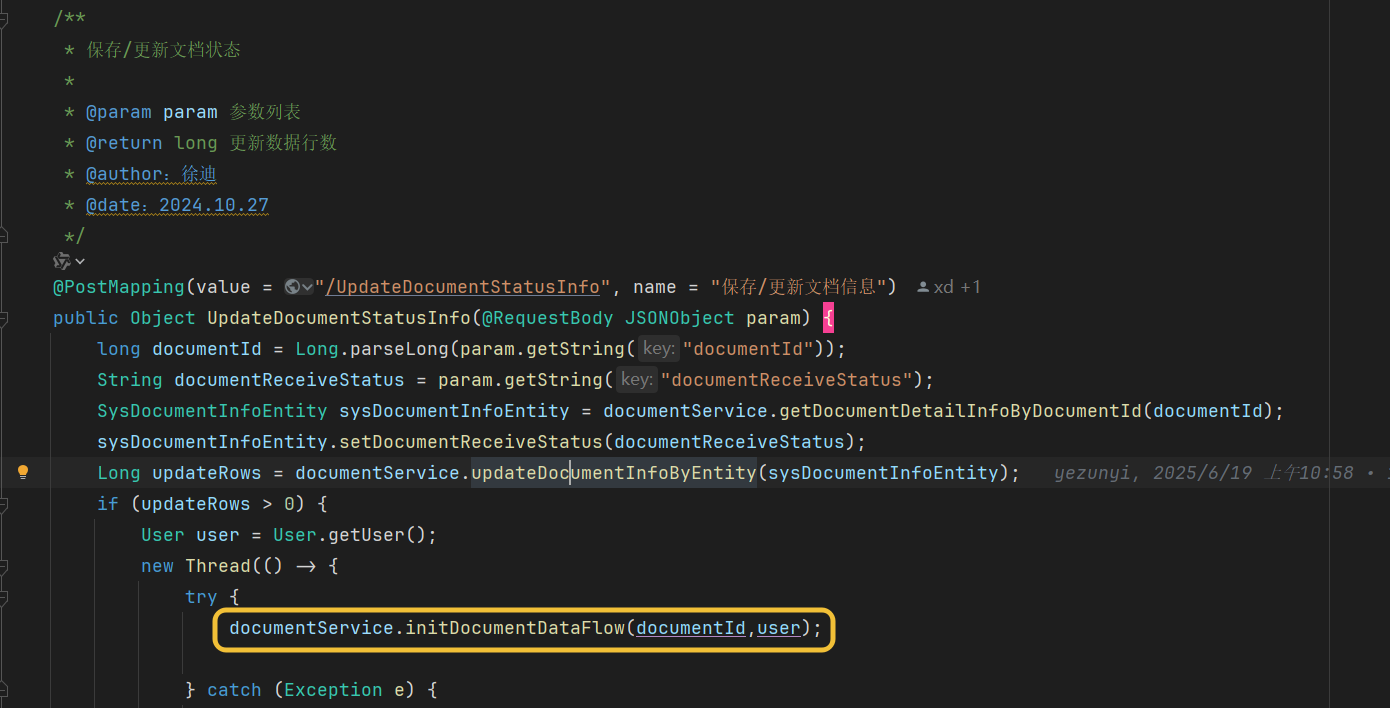 /**
* 保存/更新文档状态
*
* @param param 参数列表
* @return long 更新数据行数
* @author：徐迪
* @date：2024.10.27
*/
@PostMapping(value = "/UpdateDocumentStatusInfo", name = "保存/更新文档信息") xd +1
public Object UpdateDocumentStatusInfo(@RequestBody JSONObject param) {
long documentId = Long.parseLong(param.getString( key: "documentId"));
String documentReceiveStatus = param.getString( key: "documentReceiveStatus");
SysDocumentInfoEntity sysDocumentInfoEntity = documentService.getDocumentDetailInfoByDocumentId(documentId);
sysDocumentInfoEntity.setDocumentReceiveStatus(documentReceiveStatus);
Long updateRows = documentService.updateDocumentInfoByEntity(sysDocumentInfoEntity); yezunyi, 2025/6/19 上午10:58 •
if (updateRows > 0) {
User user = User.getUser();
new Thread(() -> {
try {
documentService.initDocumentDataFlow(documentId,user);
} catch (Exception e) {